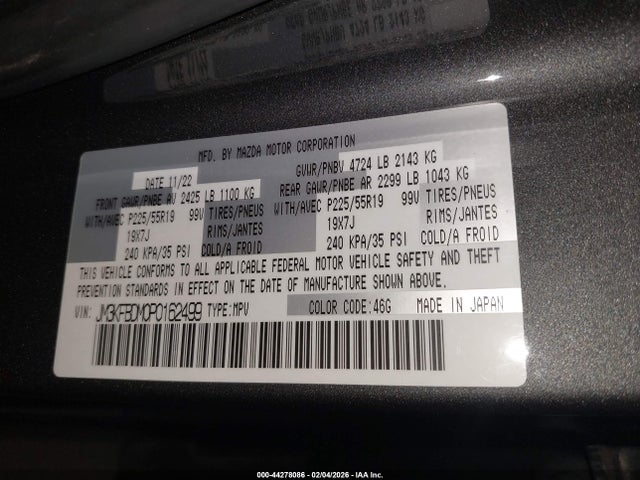 MFD. BY MAZDA MOTOR CORPORATION
DATE 11/22 GVWR/PNBV 4724 LB 2143 KG
FRONT GAWR/PNBE AV 2425 LB 1100 KG REAR GAWR/PNBE AR 2299 LB 1043 KG
WITH/AVEC P225/55R19 99V TIRES/PNEUS WITH/AVEC P225/55R19 99V TIRES/PNEUS
19X7J RIMS/JANTES 19X7J RIMS/JANTES
240 KPA/35 PSI COLD/A FROID 240 KPA/35 PSI COLD/A FROID
THIS VEHICLE CONFORMS TO ALL APPLICABLE FEDERAL MOTOR VEHICLE SAFETY AND THEFT
PREVENTION STANDARDS IN EFFECT ON THE DATE OF MANUFACTURE SHOWN ABOVE.
VIN: JM3KFBDM0P0162499 TYPE:MPV COLOR CODE:46G MADE IN JAPAN
000-44278086 - 02/04/2026 - IAA Inc.